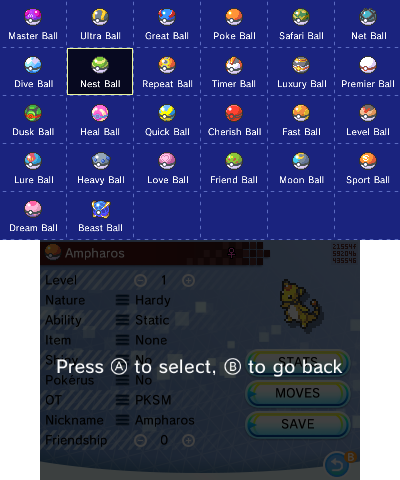 Master Ball Ultra Ball Great Ball Poke Ball Safari Ball Net Ball
Dive Ball Nest Ball Repeat Ball Timer Ball Luxury Ball Premier Ball
Dusk Ball Heal Ball Quick Ball Cherish Ball Fast Ball Level Ball
Lure Ball Heavy Ball Love Ball Friend Ball Moon Ball Sport Ball
Dream Ball Beast Ball
Ampharos ♀
Level 1
Nature Hardy
Ability Static
Item None
Shiny No
Press Ⓐ to select, Ⓑ to go back
STATS
Pokerus No
OT PKSM
MOVES
Nickname Ampharos
SAVE
Friendship 0
B